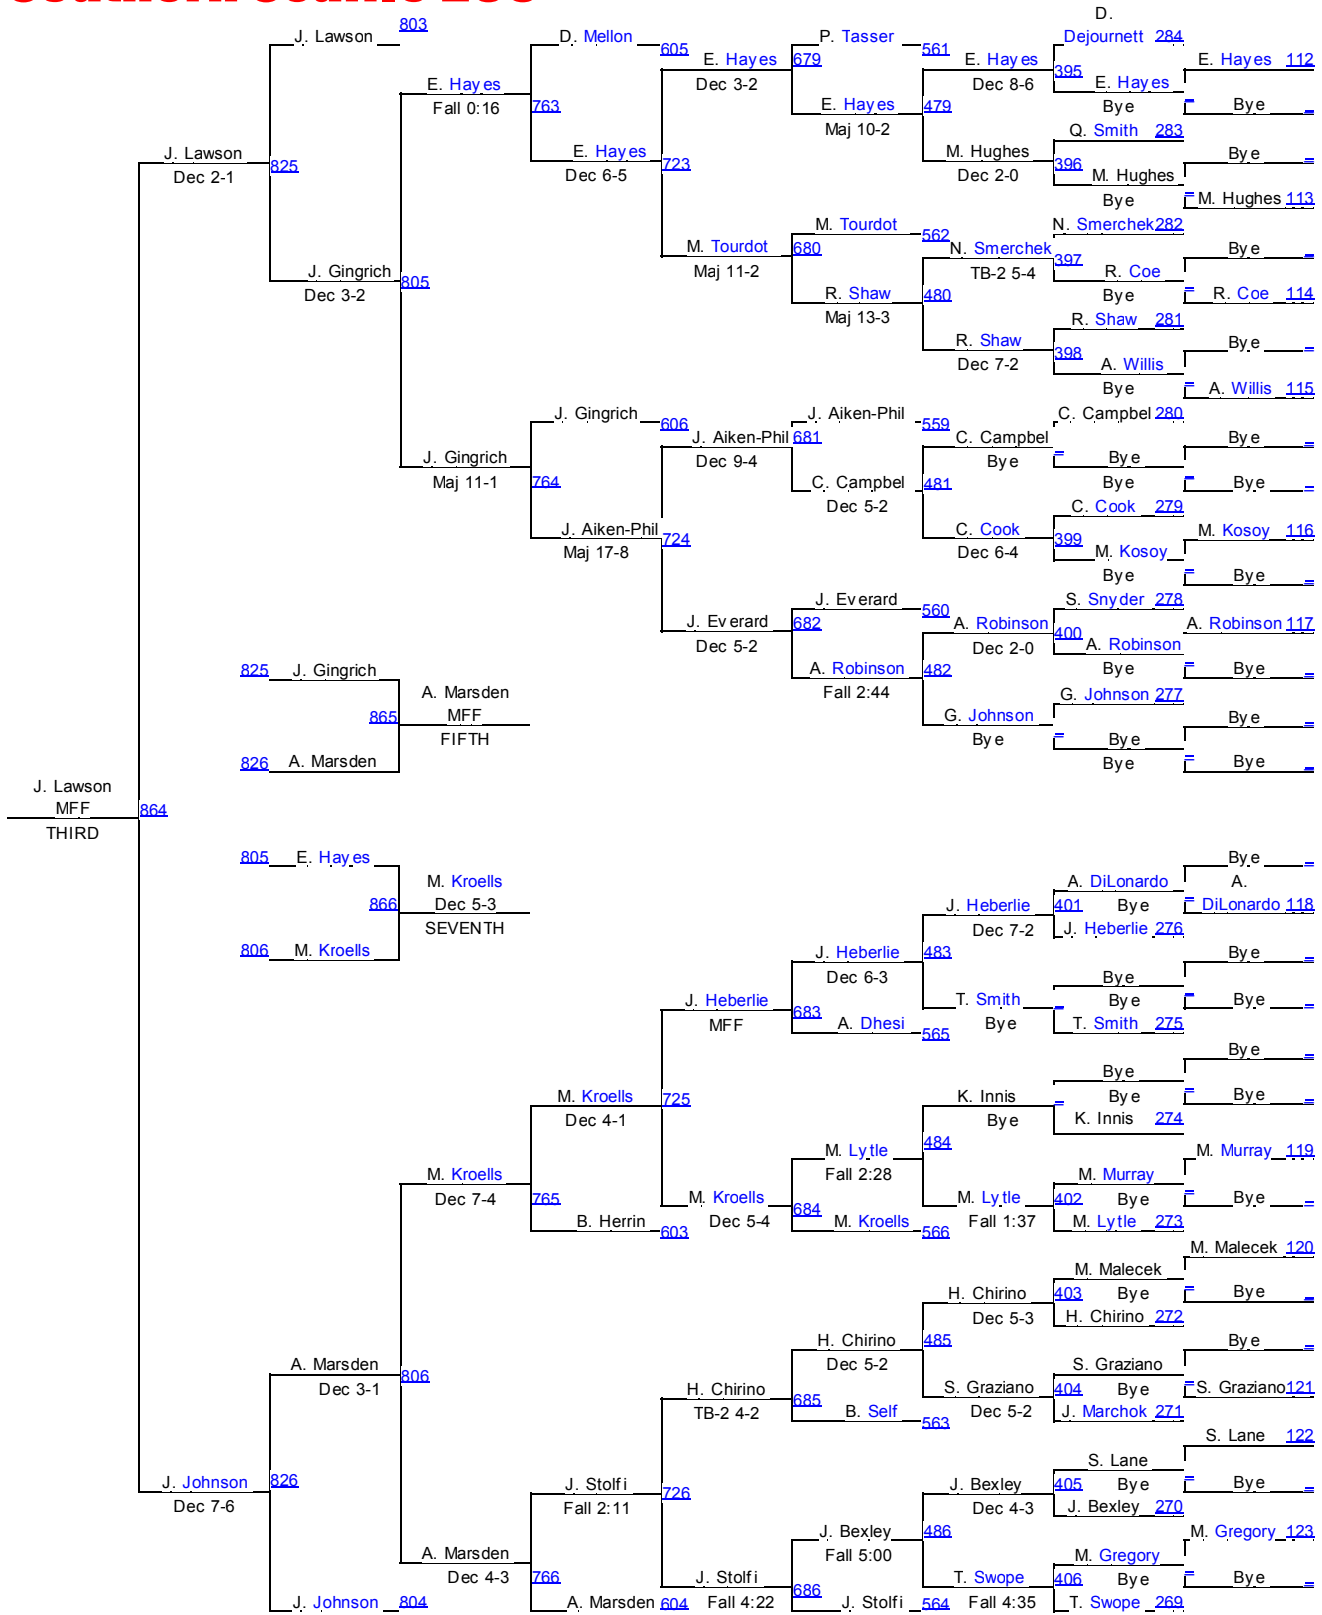 D.
803
J. Lawson D. Mellon P. Tasser Dejournett 284
605 561
E. Hayes 679 E. Hayes E. Hayes 112
Dec 3-2 395
E. Hayes Dec 8-6 E. Hayes
Fall 0:16 763 E. Hayes 479 Bye = Bye =
Maj 10-2 Q. Smith 283
J. Lawson E. Hayes M. Hughes Bye =
Dec 2-1 825 Dec 6-5 723 Dec 2-0 396 M. Hughes
Bye = M. Hughes 113
M. Tourdot 562 N. Smerchek 282
M. Tourdot 680 N. Smerchek Bye =
Maj 11-2 TB-2 5-4 397
J. Gingrich 805 R. Coe
Dec 3-2 R. Shaw 480 Bye = R. Coe 114
Maj 13-3 R. Shaw 281
R. Shaw Bye =
Dec 7-2 398 A. Willis
Bye = A. Willis 115
J. Gingrich 606 J. Aiken-Phil 559 C. Campbel 280
J. Aiken-Phil 681 C. Campbel Bye =
J. Gingrich Dec 9-4 Bye = Bye
Maj 11-1 764 C. Campbel 481 Bye = Bye =
Dec 5-2 C. Cook 279
J. Aiken-Phil 724 C. Cook 399 M. Kosoy 116
Maj 17-8 Dec 6-4 M. Kosoy
Bye = Bye =
J. Everard 560 S. Snyder 278
J. Everard 682 A. Robinson 400 A. Robinson 117
Dec 5-2 Dec 2-0 A. Robinson
825 J. Gingrich A. Robinson 482 Bye = Bye =
A. Marsden Fall 2:44 G. Johnson 277
865 MFF G. Johnson Bye =
FIFTH Bye = Bye
826 A. Marsden Bye = Bye =
J. Lawson
MFF 864
THIRD
805 E. Hayes Bye =
M. Kroells A. DiLonardo A.
866 Dec 5-3 J. Heberlie 401 Bye = DiLonardo 118
SEVENTH Dec 7-2 J. Heberlie 276
806 M. Kroells J. Heberlie 483 Bye =
Dec 6-3 Bye
J. Heberlie T. Smith = Bye = Bye =
MFF 683 A. Dhesi 565 Bye T. Smith 275
Bye =
Bye
M. Kroells 725 K. Innis = Bye = Bye =
Dec 4-1 Bye K. Innis 274
M. Lytle 484 M. Murray 119
M. Kroells Fall 2:28 M. Murray
Dec 7-4 765 M. Kroells 684 M. Lytle 402 Bye = Bye =
B. Herrin 603 Dec 5-4 M. Kroells 566 Fall 1:37 M. Lytle 273
M. Malecek 120
M. Malecek
H. Chirino 403 Bye = Bye =
Dec 5-3 H. Chirino 272
H. Chirino 485 Bye =
A. Marsden 806 Dec 5-2 S. Graziano
Dec 3-1 H. Chirino 685 S. Graziano 404 Bye = S. Graziano 121
TB-2 4-2 B. Self 563 Dec 5-2 J. Marchok 271
S. Lane 122
S. Lane
J. Johnson 826 J. Stolfi 726 J. Bexley 405 Bye = Bye =
Dec 7-6 Fall 2:11 Dec 4-3 J. Bexley 270
J. Bexley 486 M. Gregory 123
A. Marsden Fall 5:00 M. Gregory
Dec 4-3 766 J. Stolfi 686 T. Swope 406 Bye = Bye =
J. Johnson 804 A. Marsden 604 Fall 4:22 J. Stolfi 564 Fall 4:35 T. Swope 269